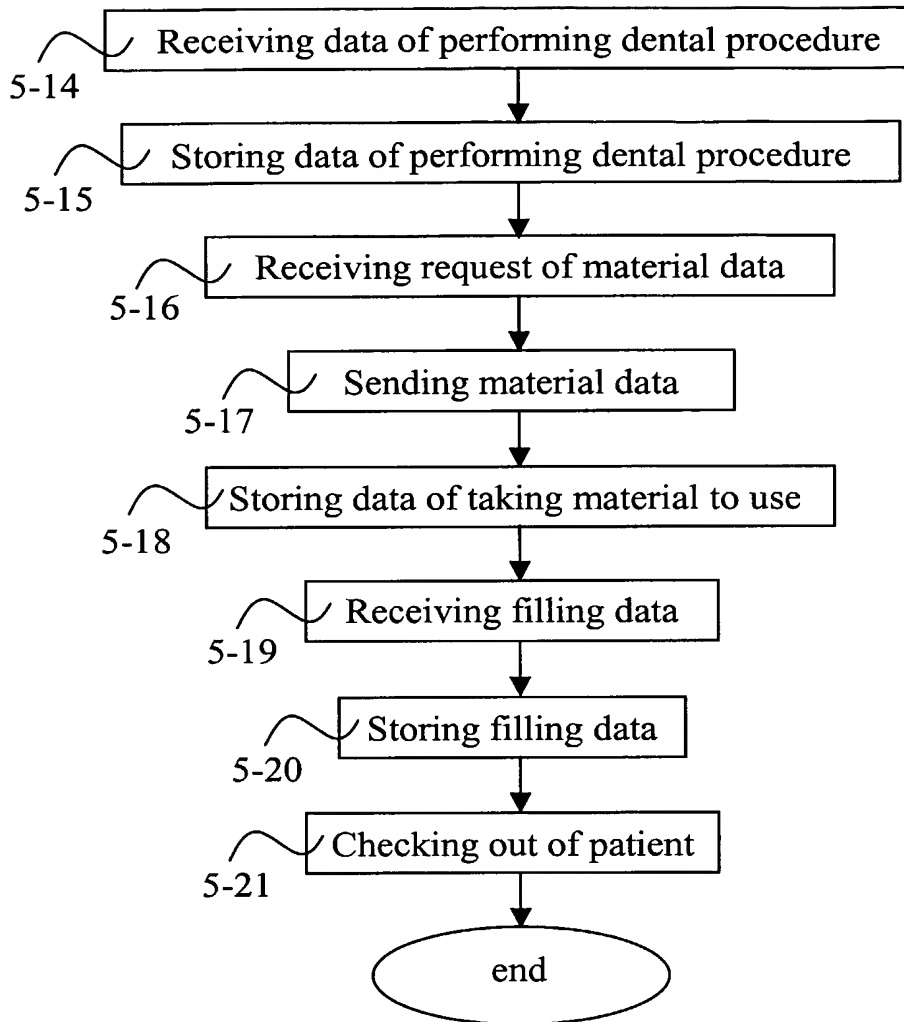 Receiving data of performing dental procedure
5-14
Storing data of performing dental procedure
5-15
Receiving request of material data
5-16
Sending material data
5-17
Storing data of taking material to use
5-18
Receiving filling data
5-19
Storing filling data
5-20
Checking out of patient
5-21
end